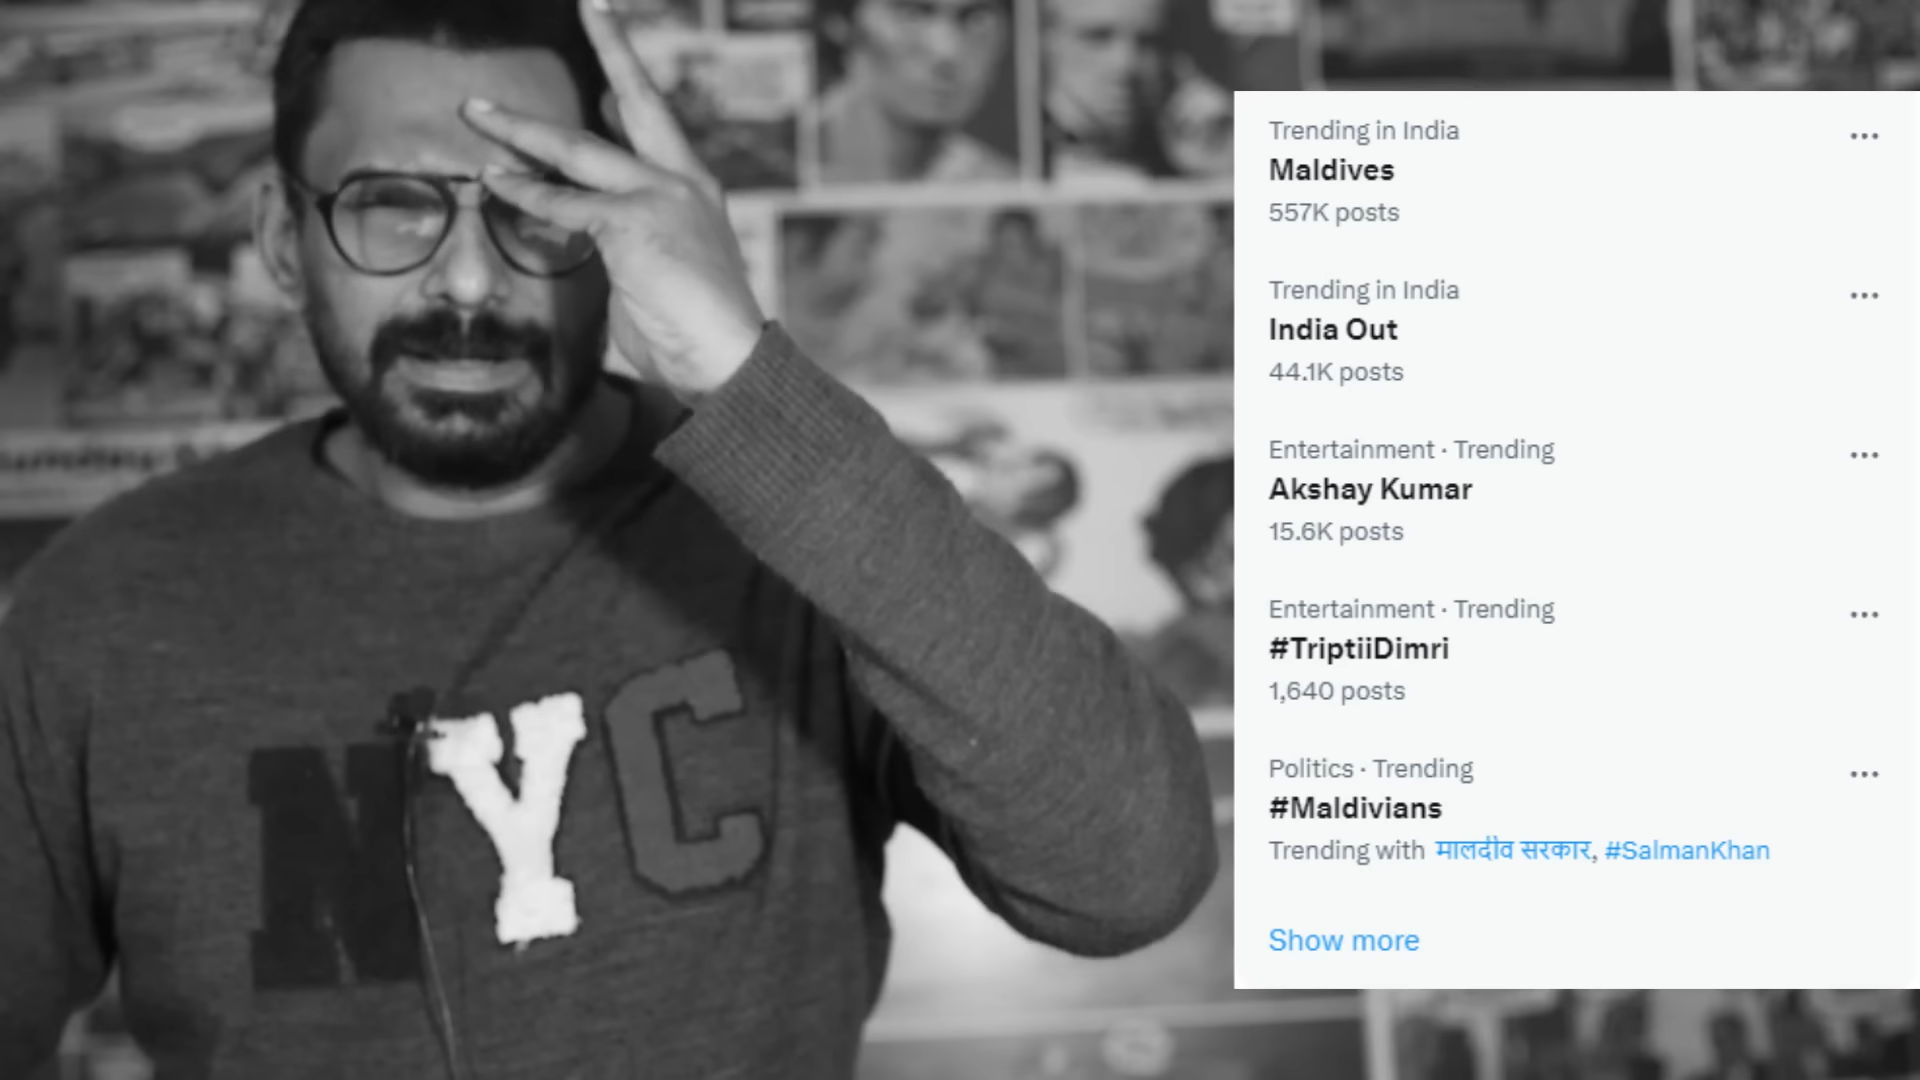 NYC
Trending in India
Maldives
557K posts
Trending in India
India Out
44.1K posts
Entertainment · Trending
Akshay Kumar
15.6K posts
Entertainment · Trending
#TriptiiDimri
1,640 posts
Politics · Trending
#Maldivians
Trending with मालदीव सरकार, #SalmanKhan
Show more